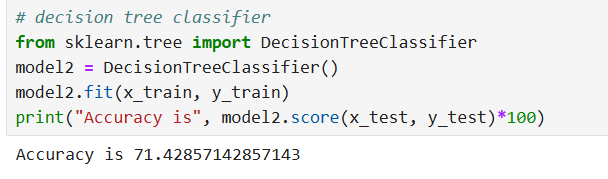 # decision tree classifier
from sklearn.tree import DecisionTreeClassifier
model2 = DecisionTreeClassifier()
model2.fit(x_train, y_train)
print("Accuracy is", model2.score(x_test, y_test)*100)
Accuracy is 71.42857142857143